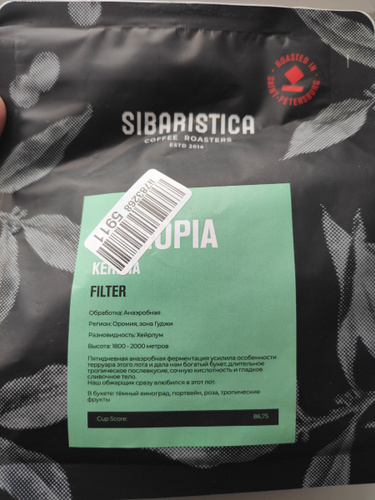 ROASTED IN
SAINT-PETERSBURG
SIBARISTICA
COFFEE ROASTERS
ESTD 2014
5911
FILTER
Обработка: Анаэробная
Регион: Оромия, зона Гуджи
Разновидность: Хейрлум
Высота: 1800 - 2000 метров
Пятидневная анаэробная ферментация усилила особенности
терруара этого лота и дала нам богатый букет, длительное
тропическое послевкусие, сочную кислотность и гладкое
сливочное тело.
Наш обжарщик сразу влюбился в этот лот.
В букете: тёмный виноград, портвейн, роза, тропические
фрукты
Cup Score: 86,75